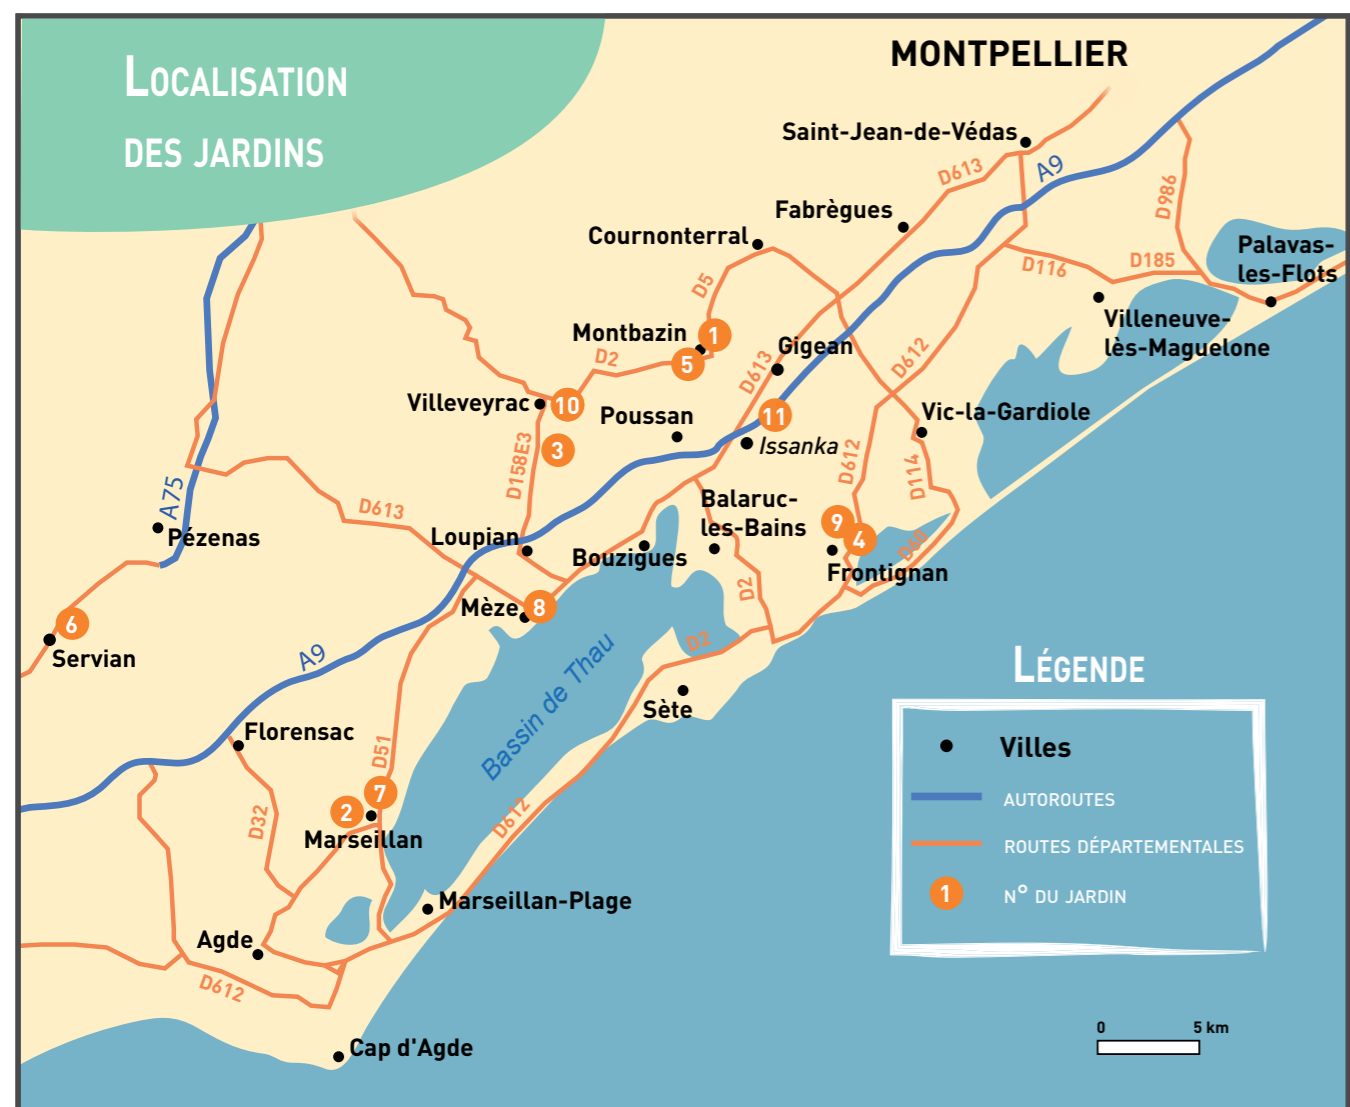 Localisation
des jardins
MONTPELLIER
Saint-Jean-de-Védas
D613
A9
Fabrègues
D986
Cournonterral
Palavas-
les-Flots
D116
D185
D5
Villeneuve-
lès-Maguelone
Montbazin
1
Gigean
D2
5
D613
D612
Villeveyrac
10
Poussan
11
Vic-la-Gardiole
Issanka
3
D158E3
D612
D114
A75
D613
Balaruc-
les-Bains
9
4
Pézenas
Loupian
Bouzigues
D60
Frontignan
D2
Mèze
8
6
Servian
A9
D2
Bassin de Thau
Sète
Florensac
D51
7
2
D32
Marseillan
D612
Marseillan-Plage
Agde
D612
Cap d'Agde
Légende
Villes
autoroutes
routes départementales
1
n° du jardin
0 5 km